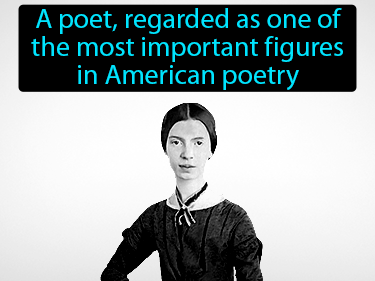 A poet, regarded as one of
the most important figures
in American poetry